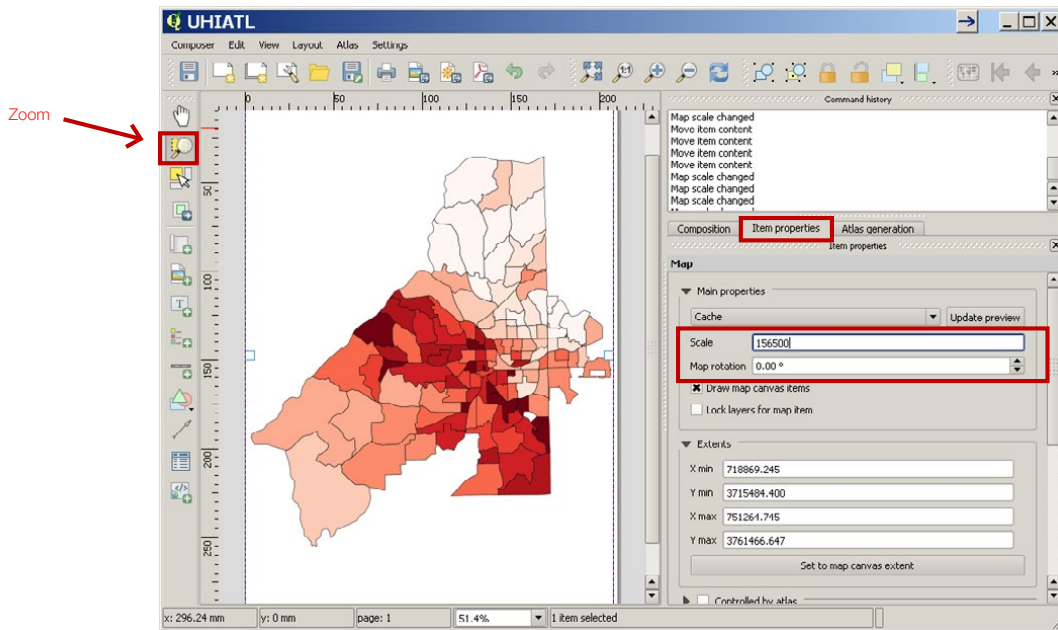 UHIATL
Composer Edit View Layout Atlas Settings
Zoom
0 50 100 150 200
50
100
150
200
250
Command history
Map scale changed
Move item content
Move item content
Move item content
Move item content
Map scale changed
Map scale changed
Map scale changed
Composition Item properties Atlas generation
Item properties
Map
Main properties
Cache Update preview
Scale 156500
Map rotation 0.00 °
Draw map canvas items
Lock layers for map item
Extents
X min 718869.245
Y min 3715484.400
X max 751264.745
Y max 3761466.647
Set to map canvas extent
Controlled by atlas
x: 296.24 mm y: 0 mm page: 1 51.4% 1 item selected